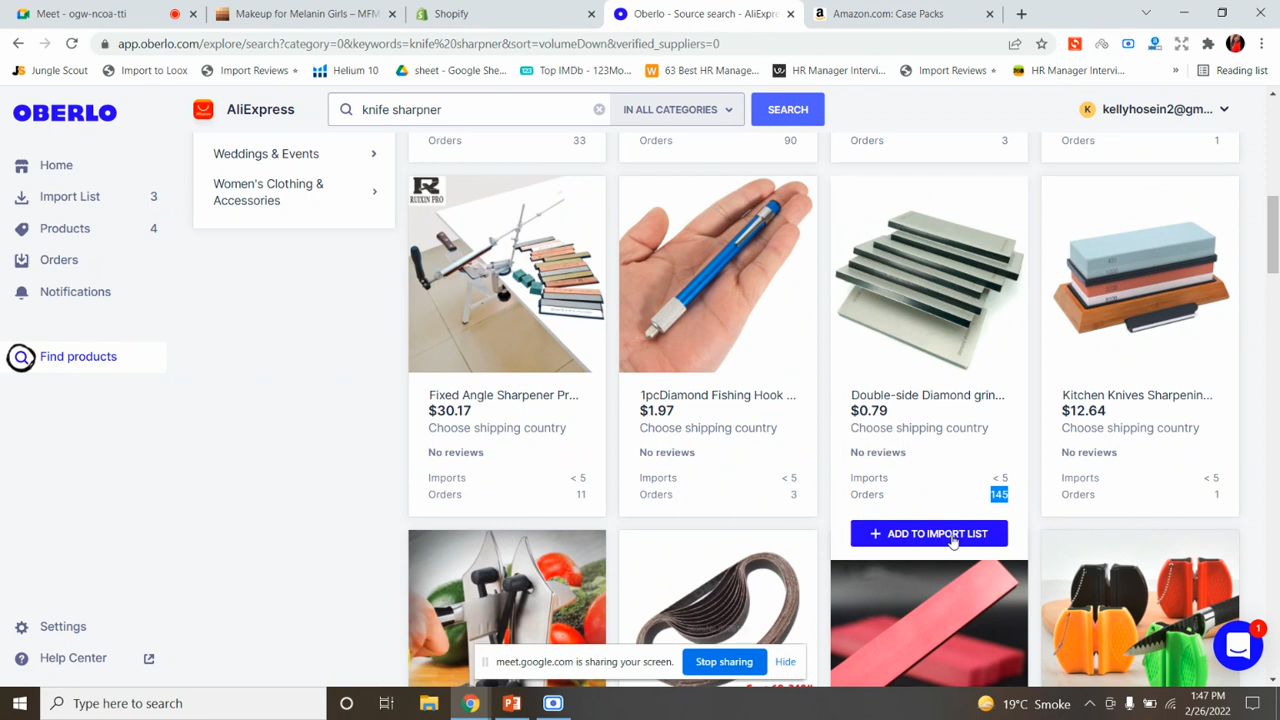 Meet - ogw-ncoa-tti
Makeup for Melanin Girls – MFM
Shopify
Oberlo - Source search - AliExpre
Amazon.com: Case Packs
app.oberlo.com/explore/search?category=0&keywords=knife%20sharpner&sort=volumeDown&verified_suppliers=0
Jungle Scout
Import to Loox
Import Reviews
Helium 10
sheet - Google She...
Top IMDb - 123Mo...
63 Best HR Manage...
HR Manager Intervi...
Import Reviews
HR Manager Intervi...
Reading list
OBERLO
AliExpress
knife sharpner
IN ALL CATEGORIES
SEARCH
K
kellyhosein2@gm...
Home
Import List 3
Products 4
Orders
Notifications
Find products
Settings
Help Center
Weddings & Events
Women's Clothing &
Accessories
Orders 33
Orders 90
Orders 3
Orders 1
R
RUIXIN PRO
Fixed Angle Sharpener Pr...
$30.17
Choose shipping country
No reviews
Imports < 5
Orders 11
1pcDiamond Fishing Hook ...
$1.97
Choose shipping country
No reviews
Imports < 5
Orders 3
Double-side Diamond grin...
$0.79
Choose shipping country
No reviews
Imports < 5
Orders 145
+ ADD TO IMPORT LIST
Kitchen Knives Sharpenin...
$12.64
Choose shipping country
No reviews
Imports < 5
Orders 1
meet.google.com is sharing your screen.
Stop sharing
Hide
1
Type here to search
19°C Smoke
1:47 PM
2/26/2022